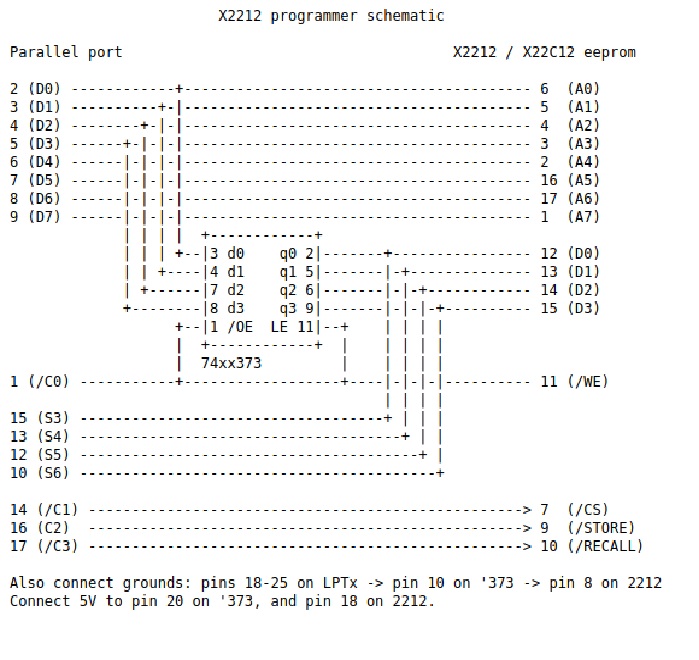 X2212 programmer schematic
Parallel port                                    X2212 / X22C12 eeprom
2 (D0) ------------+-------------------------------------- 6  (A0)
3 (D1) ----------+-|-------------------------------------- 5  (A1)
4 (D2) --------+-|-|-------------------------------------- 4  (A2)
5 (D3) ------+-|-|-|-------------------------------------- 3  (A3)
6 (D4) ------|-|-|-|-------------------------------------- 2  (A4)
7 (D5) ------|-|-|-|-------------------------------------- 16 (A5)
8 (D6) ------|-|-|-|-------------------------------------- 17 (A6)
9 (D7) ------|-|-|-|-------------------------------------- 1  (A7)
| | | |  +------------+
| | | +--|3 d0    q0 2|-------+--------------- 12 (D0)
| | +----|4 d1    q1 5|-------|-+------------- 13 (D1)
| +------|7 d2    q2 6|-------|-|-+----------- 14 (D2)
+--------|8 d3    q3 9|-------|-|-|-+--------- 15 (D3)
+--|1 /OE  LE 11|--+    | | | |
|  +------------+  |    | | | |
|  74xx373         |    | | | |
1 (/C0) -----------+------------------+----|-|-|-|---------- 11 (/WE)
| | | |
15 (S3) ----------------------------------+ | | |
13 (S4) ------------------------------------+ | |
12 (S5) --------------------------------------+ |
10 (S6) ----------------------------------------+
14 (/C1) ------------------------------------------------> 7  (/CS)
16 (C2)  ------------------------------------------------> 9  (/STORE)
17 (/C3) ------------------------------------------------> 10 (/RECALL)
Also connect grounds: pins 18-25 on LPTx -> pin 10 on '373 -> pin 8 on 2212
Connect 5V to pin 20 on '373, and pin 18 on 2212.